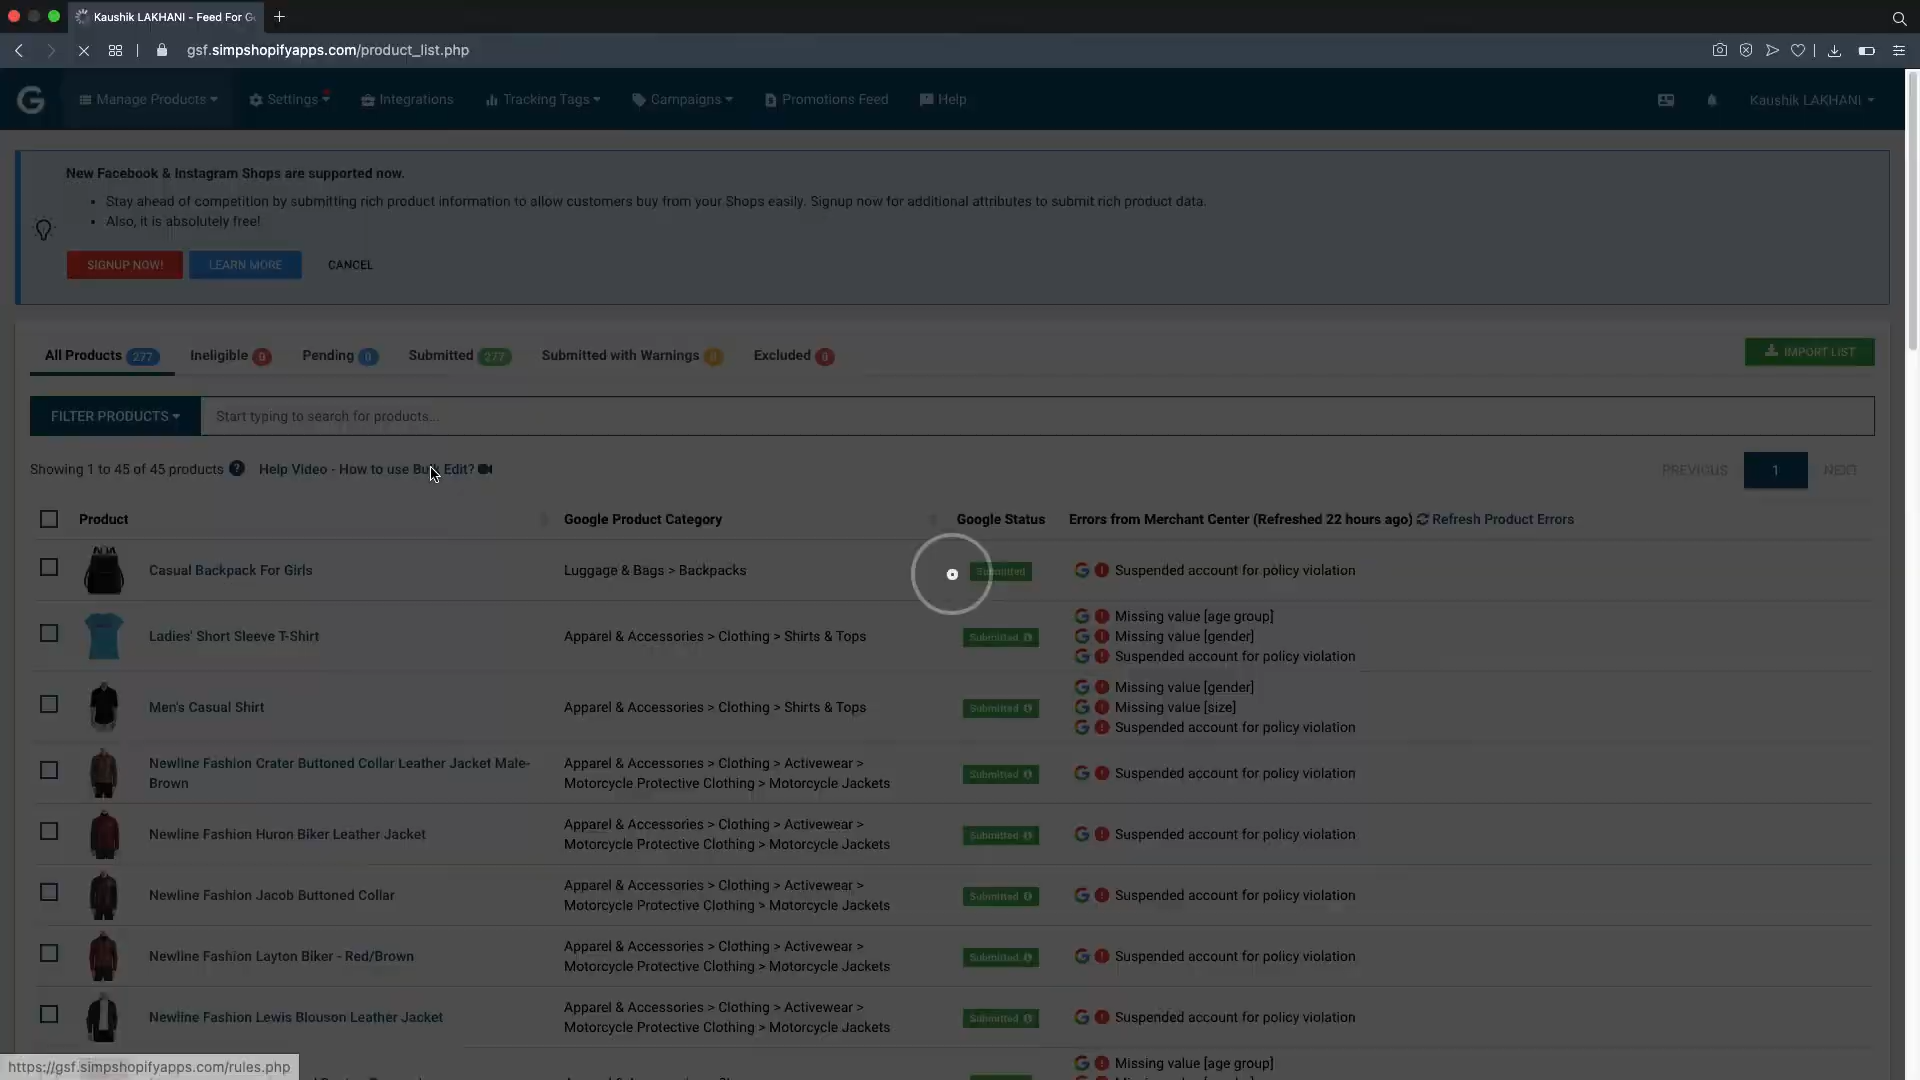 Kaushik LAKHANI - Feed For G
gsf.simpshopifyapps.com/product_list.php
Manage Products Settings Integrations Tracking Tags Campaigns Promotions Feed Help Kaushik LAKHANI
New Facebook & Instagram Shops are supported now.
• Stay ahead of competition by submitting rich product information to allow customers buy from your Shops easily. Signup now for additional attributes to submit rich product data.
• Also, it is absolutely free!
SIGNUP NOW! LEARN MORE CANCEL
All Products 277 Ineligible 0 Pending 0 Submitted 277 Submitted with Warnings 0 Excluded 0 IMPORT LIST
FILTER PRODUCTS Start typing to search for products...
Showing 1 to 45 of 45 products ? Help Video - How to use Bulk Edit? PREVIOUS 1 NEXT
Product Google Product Category Google Status Errors from Merchant Center (Refreshed 22 hours ago) Refresh Product Errors
Casual Backpack For Girls Luggage & Bags > Backpacks Submitted Suspended account for policy violation
Missing value [age group]
Ladies' Short Sleeve T-Shirt Apparel & Accessories > Clothing > Shirts & Tops Submitted Missing value [gender]
Suspended account for policy violation
Missing value [gender]
Men's Casual Shirt Apparel & Accessories > Clothing > Shirts & Tops Submitted Missing value [size]
Suspended account for policy violation
Newline Fashion Crater Buttoned Collar Leather Jacket Male- Apparel & Accessories > Clothing > Activewear >
Brown Motorcycle Protective Clothing > Motorcycle Jackets Submitted Suspended account for policy violation
Apparel & Accessories > Clothing > Activewear >
Newline Fashion Huron Biker Leather Jacket Motorcycle Protective Clothing > Motorcycle Jackets Submitted Suspended account for policy violation
Apparel & Accessories > Clothing > Activewear >
Newline Fashion Jacob Buttoned Collar Motorcycle Protective Clothing > Motorcycle Jackets Submitted Suspended account for policy violation
Apparel & Accessories > Clothing > Activewear >
Newline Fashion Layton Biker - Red/Brown Motorcycle Protective Clothing > Motorcycle Jackets Submitted Suspended account for policy violation
Apparel & Accessories > Clothing > Activewear >
Newline Fashion Lewis Blouson Leather Jacket Motorcycle Protective Clothing > Motorcycle Jackets Submitted Suspended account for policy violation
Missing value [age group]
https://gsf.simpshopifyapps.com/rules.php